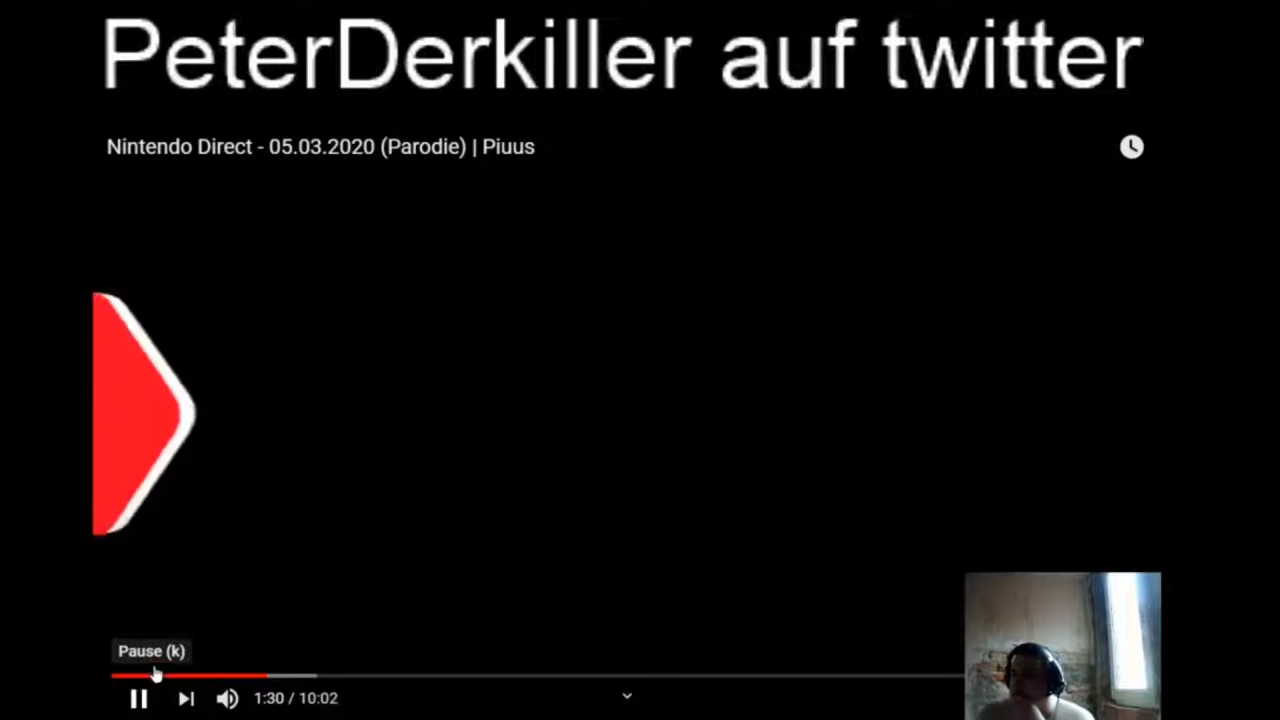 PeterDerkiller auf twitter
Nintendo Direct - 05.03.2020 (Parodie) | Piuus
Pause (k)
1:30 / 10:02